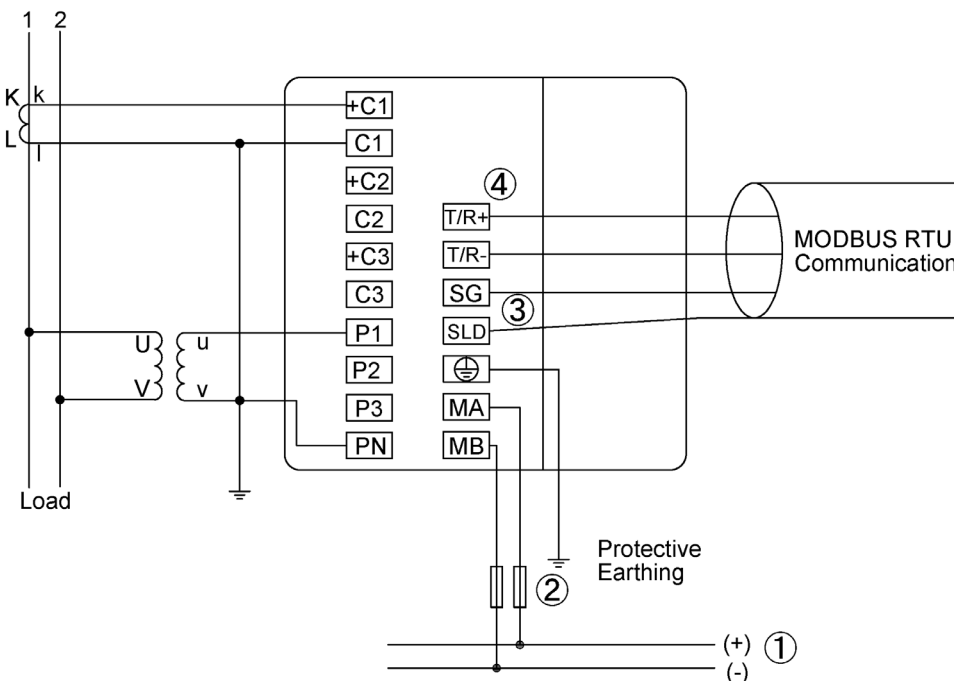 1 2
K k
L l
+C1
C1
+C2
C2
+C3
C3
P1
P2
P3
PN
④
T/R+
T/R-
SG
③
SLD
MA
MB
MODBUS RTU
Communication
U u
V v
Load
Protective
Earthing
②
(+) ①
(-)